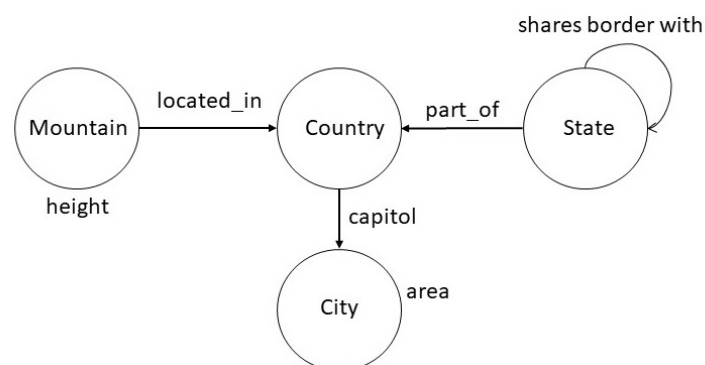 shares border with
located_in
part_of
Mountain
Country
State
height
capitol
area
City